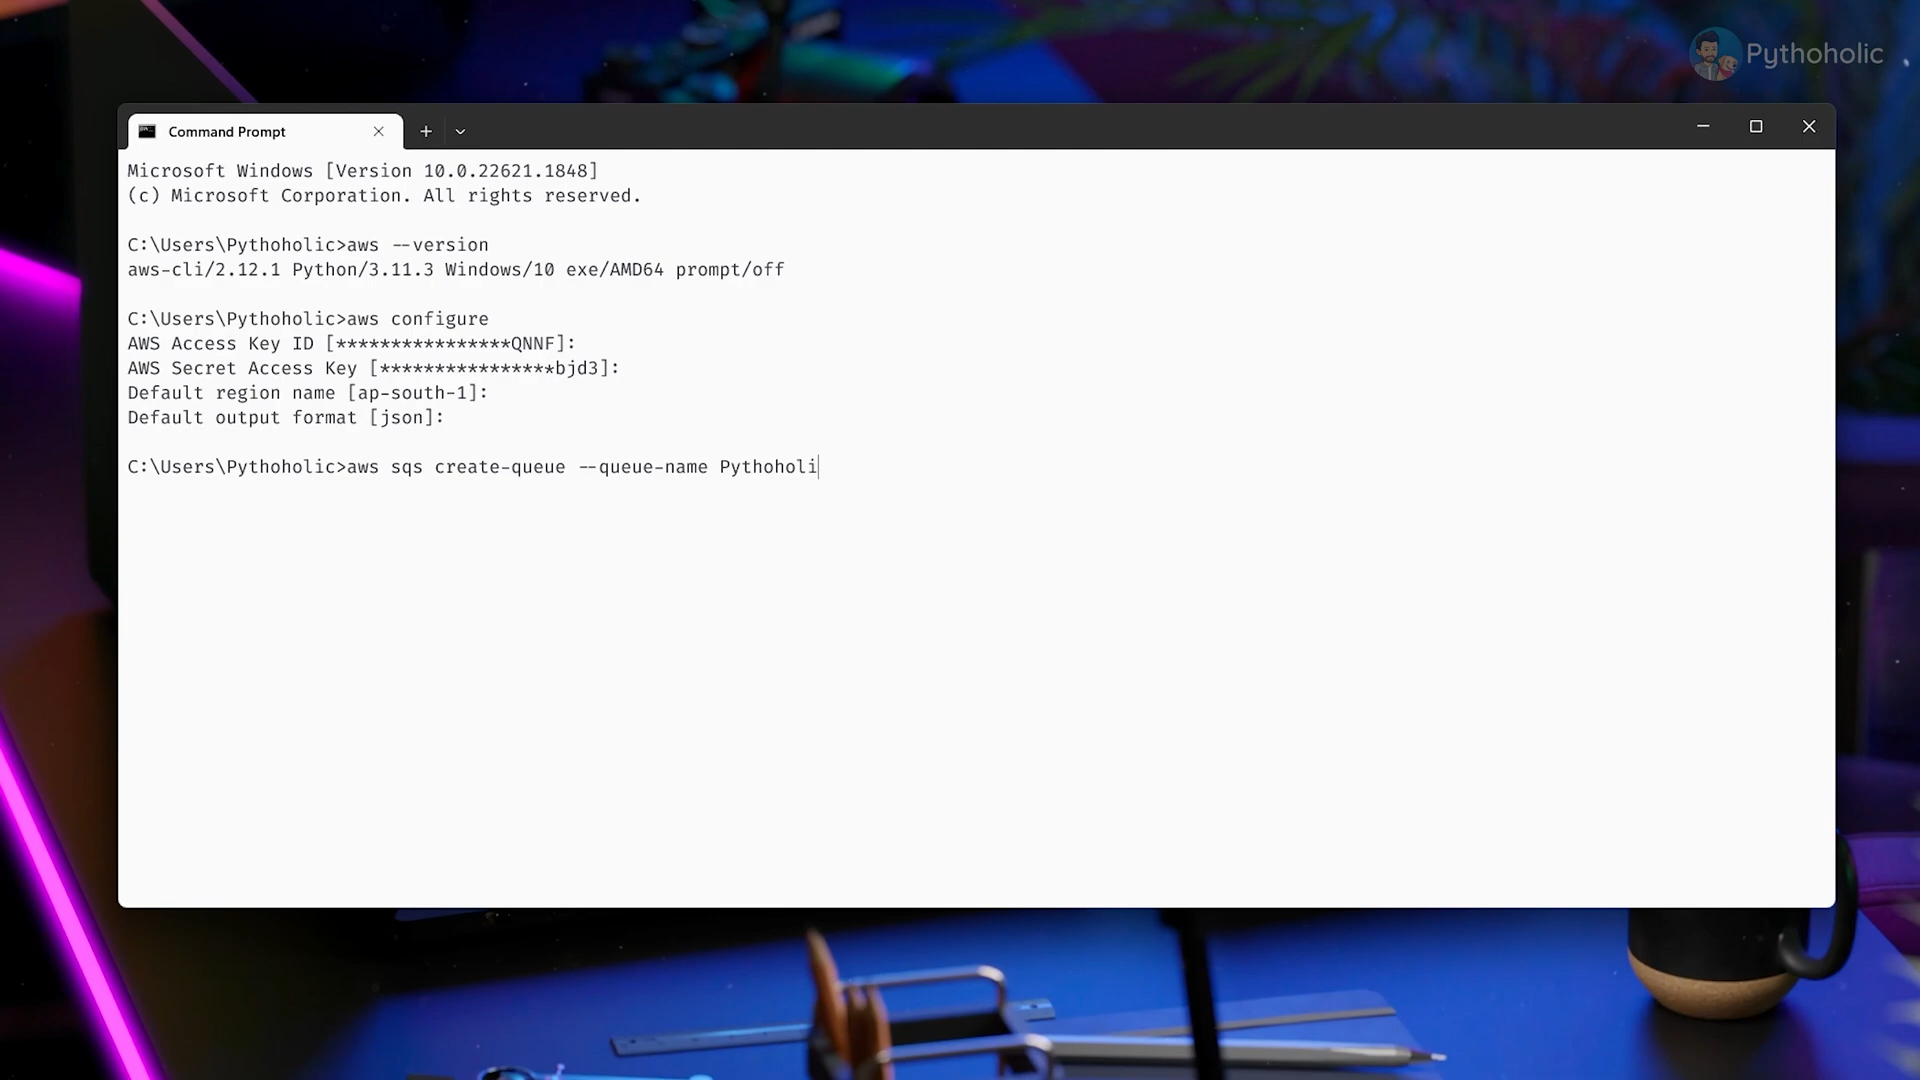 Pythoholic
Command Prompt
Microsoft Windows [Version 10.0.22621.1848]
(c) Microsoft Corporation. All rights reserved.
C:\Users\Pythoholic>aws --version
aws-cli/2.12.1 Python/3.11.3 Windows/10 exe/AMD64 prompt/off
C:\Users\Pythoholic>aws configure
AWS Access Key ID [****************QNNF]:
AWS Secret Access Key [****************bjd3]:
Default region name [ap-south-1]:
Default output format [json]:
C:\Users\Pythoholic>aws sqs create-queue --queue-name Pythoholi